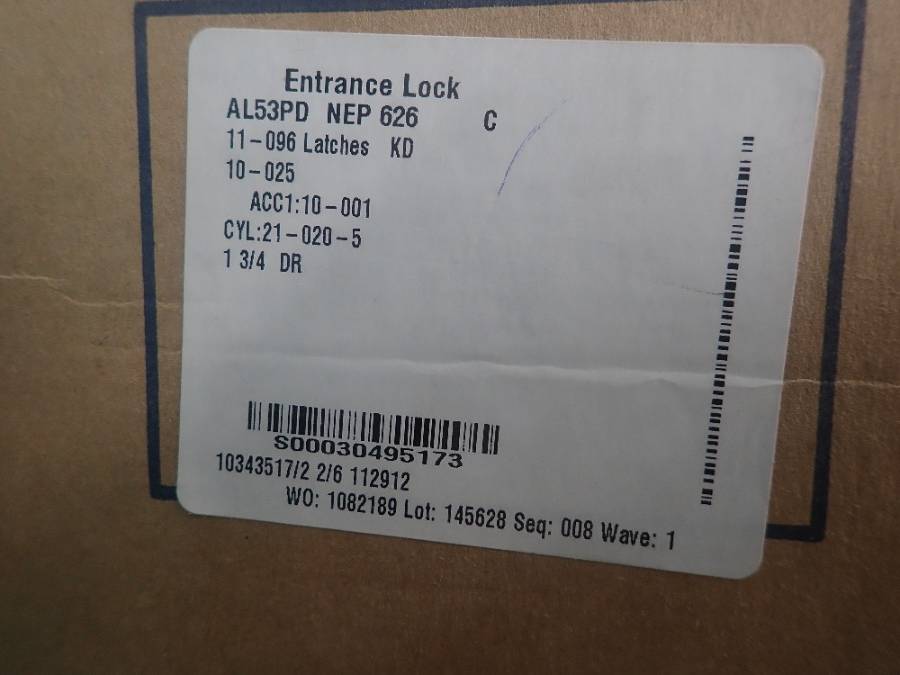 Entrance Lock
AL53PD NEP 626 C
11-096 Latches KD
10-025
ACC1:10-001
CYL:21-020-5
1 3/4 DR
S00030495173
10343517/2 2/6 112912
WO: 1082189 Lot: 145628 Seq: 008 Wave: 1